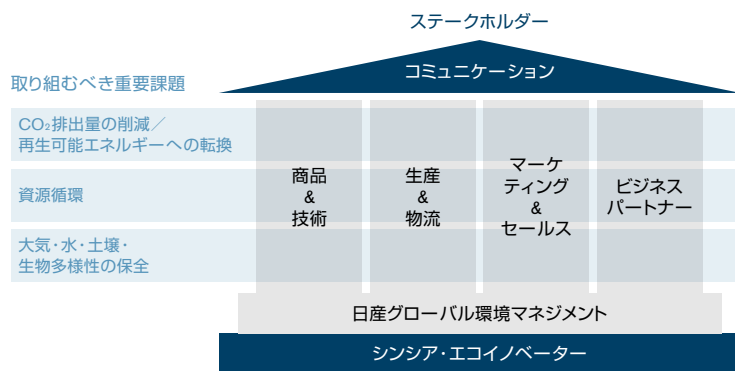 ステークホルダー
コミュニケーション
取り組むべき重要課題
CO₂排出量の削減／
再生可能エネルギーへの転換
資源循環
大気・水・土壌・
生物多様性の保全
商品
&
技術
生産
&
物流
マーケ
ティング
&
セールス
ビジネス
パートナー
日産グローバル環境マネジメント
シンシア・エコイノベーター